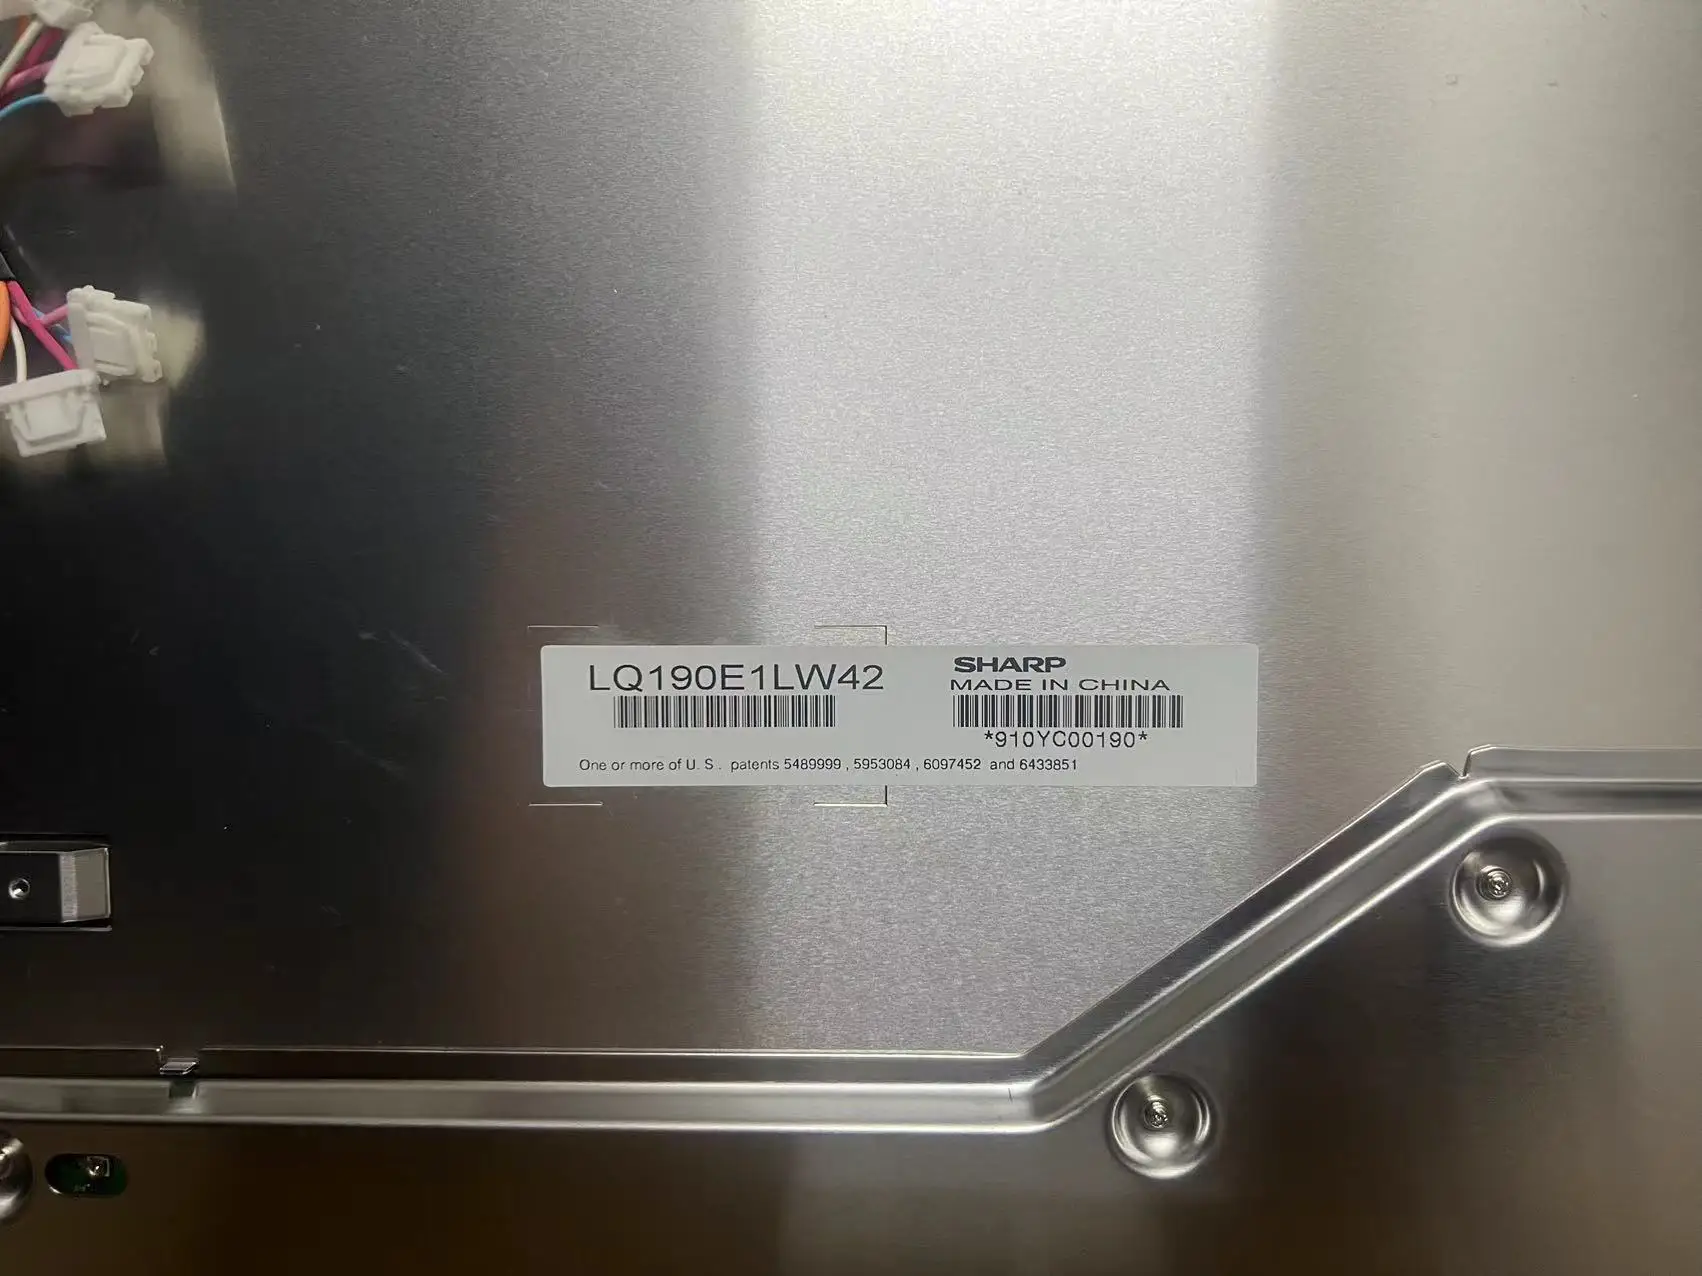 LQ190E1LW42
SHARP
MADE IN CHINA
*910YC00190*
One or more of U. S. patents 5489999 , 5953084 , 6097452 and 6433851